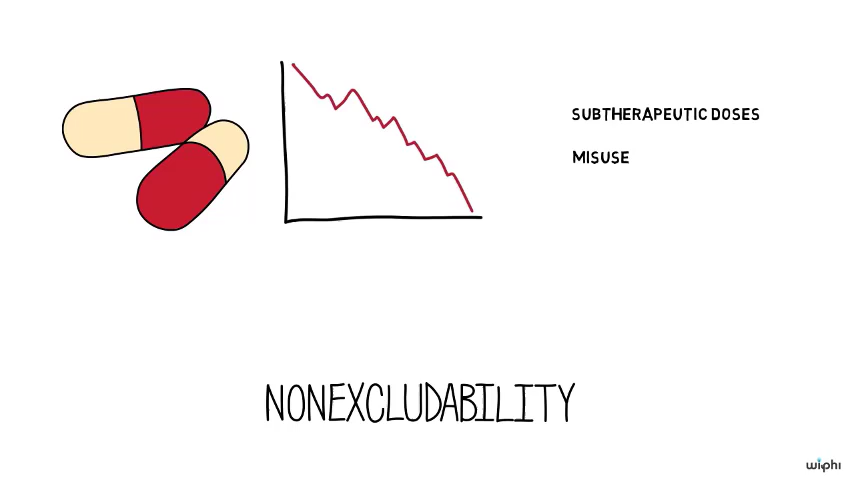 SUBTHERAPEUTIC DOSES
MISUSE
NONEXCLUDABILITY
wiphi